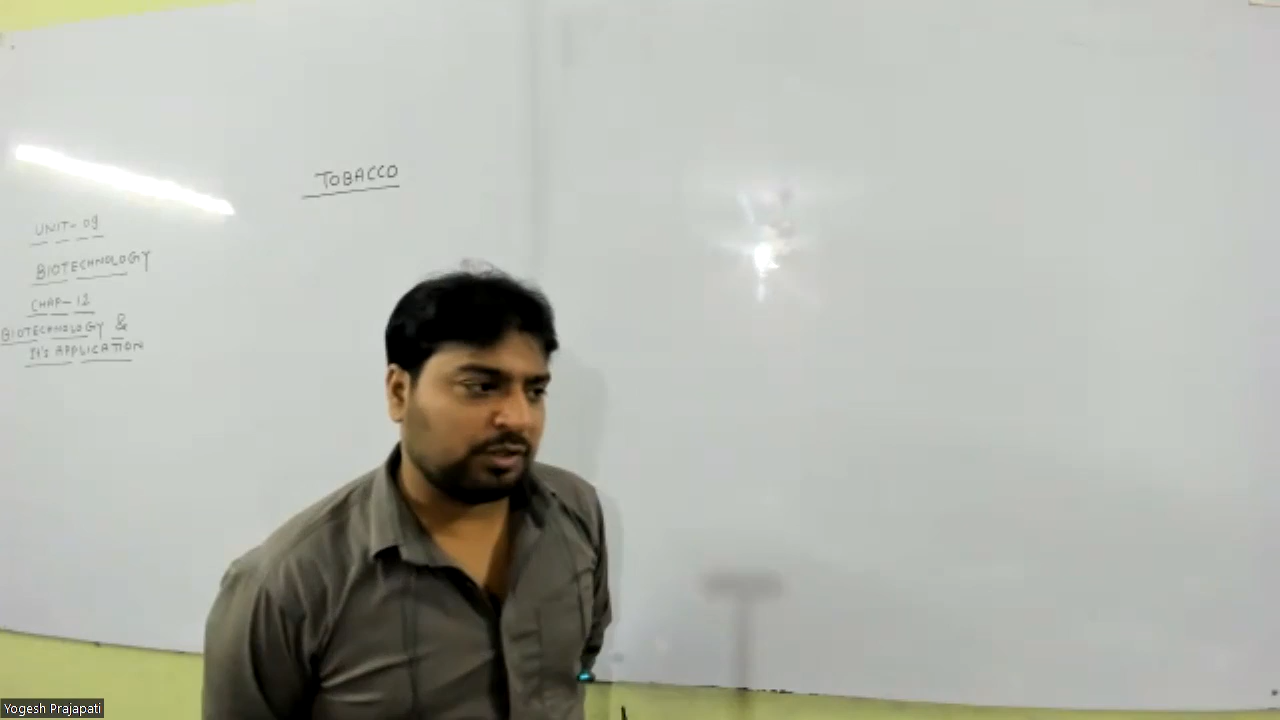 TOBACCO
UNIT- 09
BIOTECHNOLOGY
CHAP- 12
BIOTECHNOLOGY &
It's APPLICATION
Yogesh Prajapati